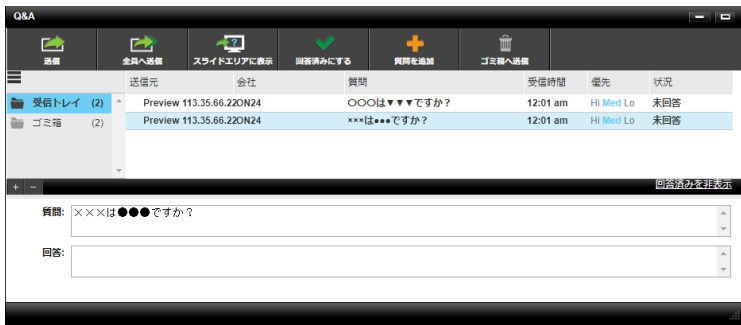 Q&A
送信 全員へ送信 スライドエリアに表示 回答済みにする 質問を追加 ゴミ箱へ送信
送信元 会社 質問 受信時間 優先 状況
受信トレイ (2) Preview 113.35.66.22 ON24 〇〇〇は▼▼▼ですか？ 12:01 am Hi Med Lo 未回答
ゴミ箱 (2) Preview 113.35.66.22 ON24 ×××は●●●ですか？ 12:01 am Hi Med Lo 未回答
+ − 回答済みを非表示
質問: ×××は●●●ですか？
回答: